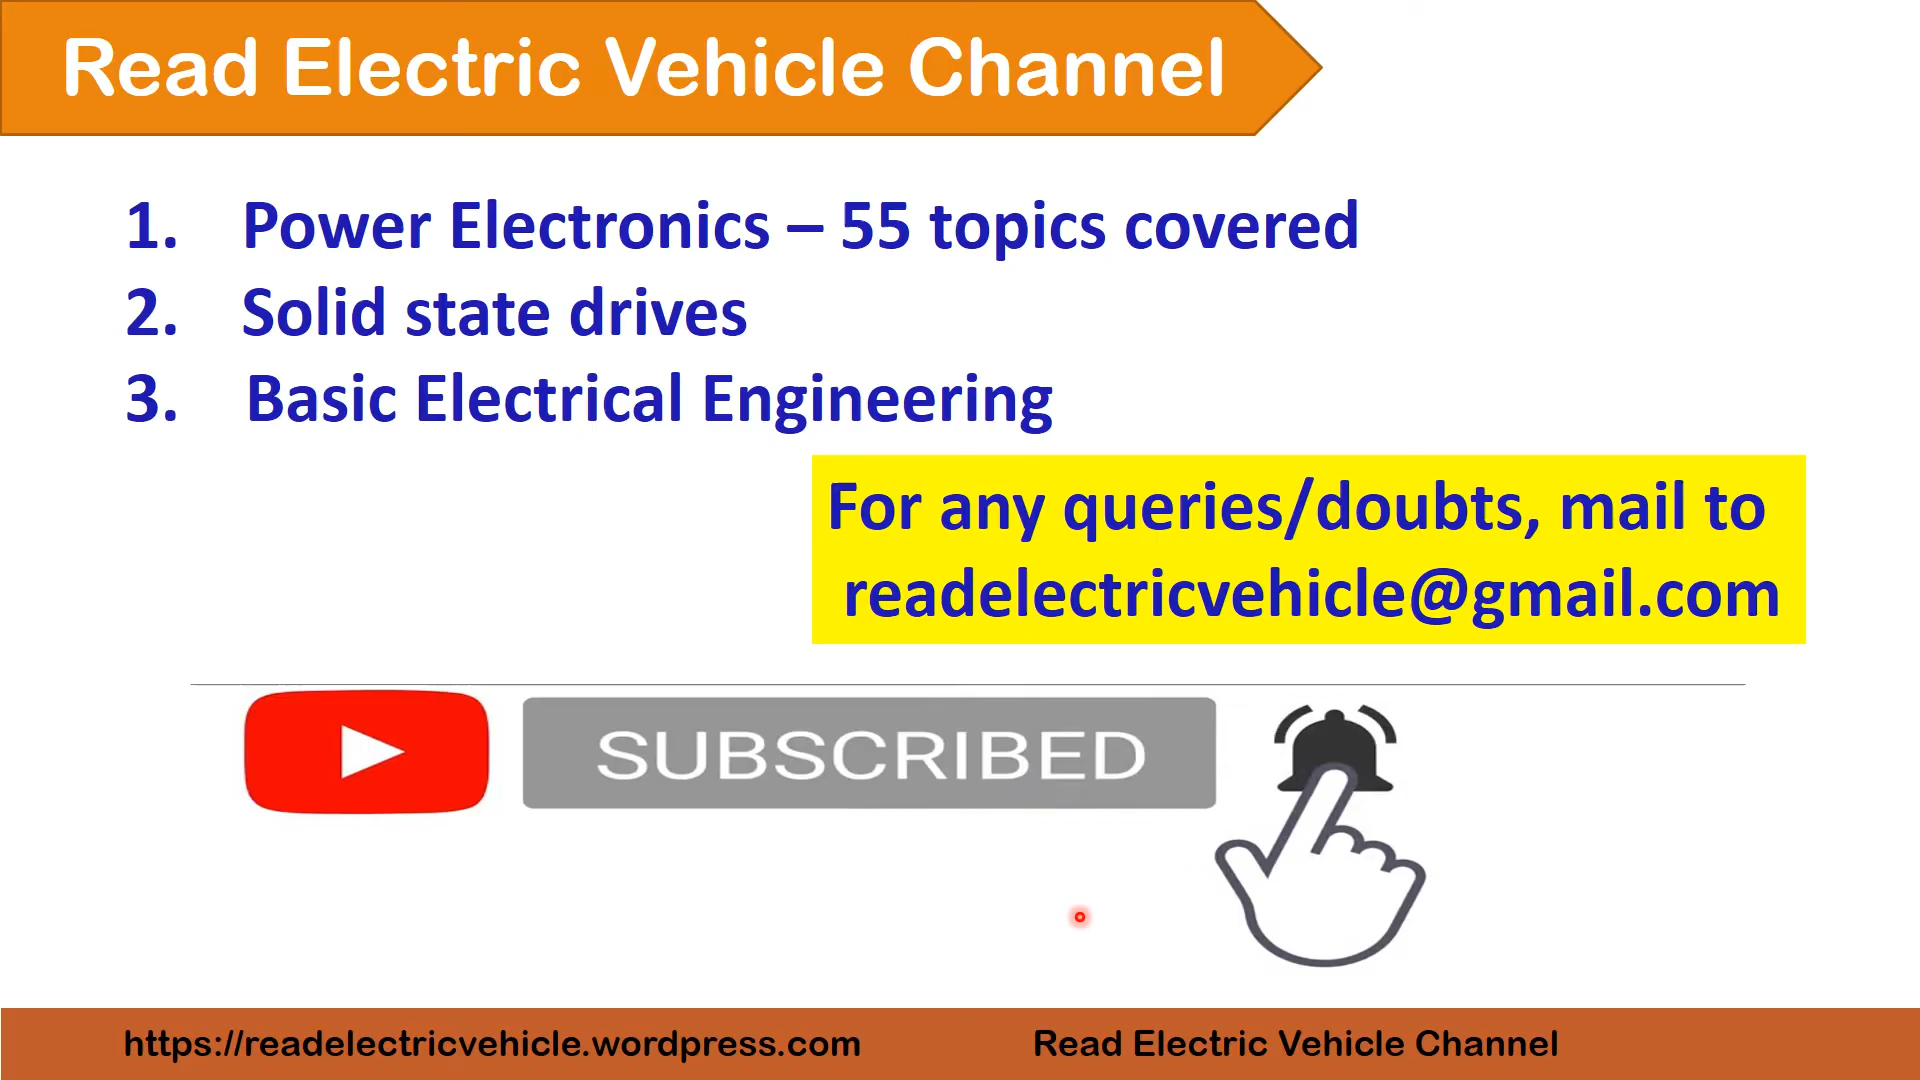 Read Electric Vehicle Channel
1. Power Electronics – 55 topics covered
2. Solid state drives
3. Basic Electrical Engineering
For any queries/doubts, mail to
readelectricvehicle@gmail.com
SUBSCRIBED
https://readelectricvehicle.wordpress.com
Read Electric Vehicle Channel